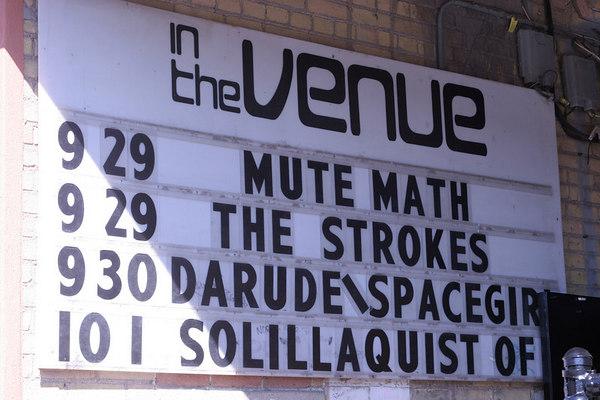 in
the venue
9 29 MUTE MATH
9 29 THE STROKES
9 30 DARUDE\SPACEGIR
10 1 SOLILLAQUIST OF